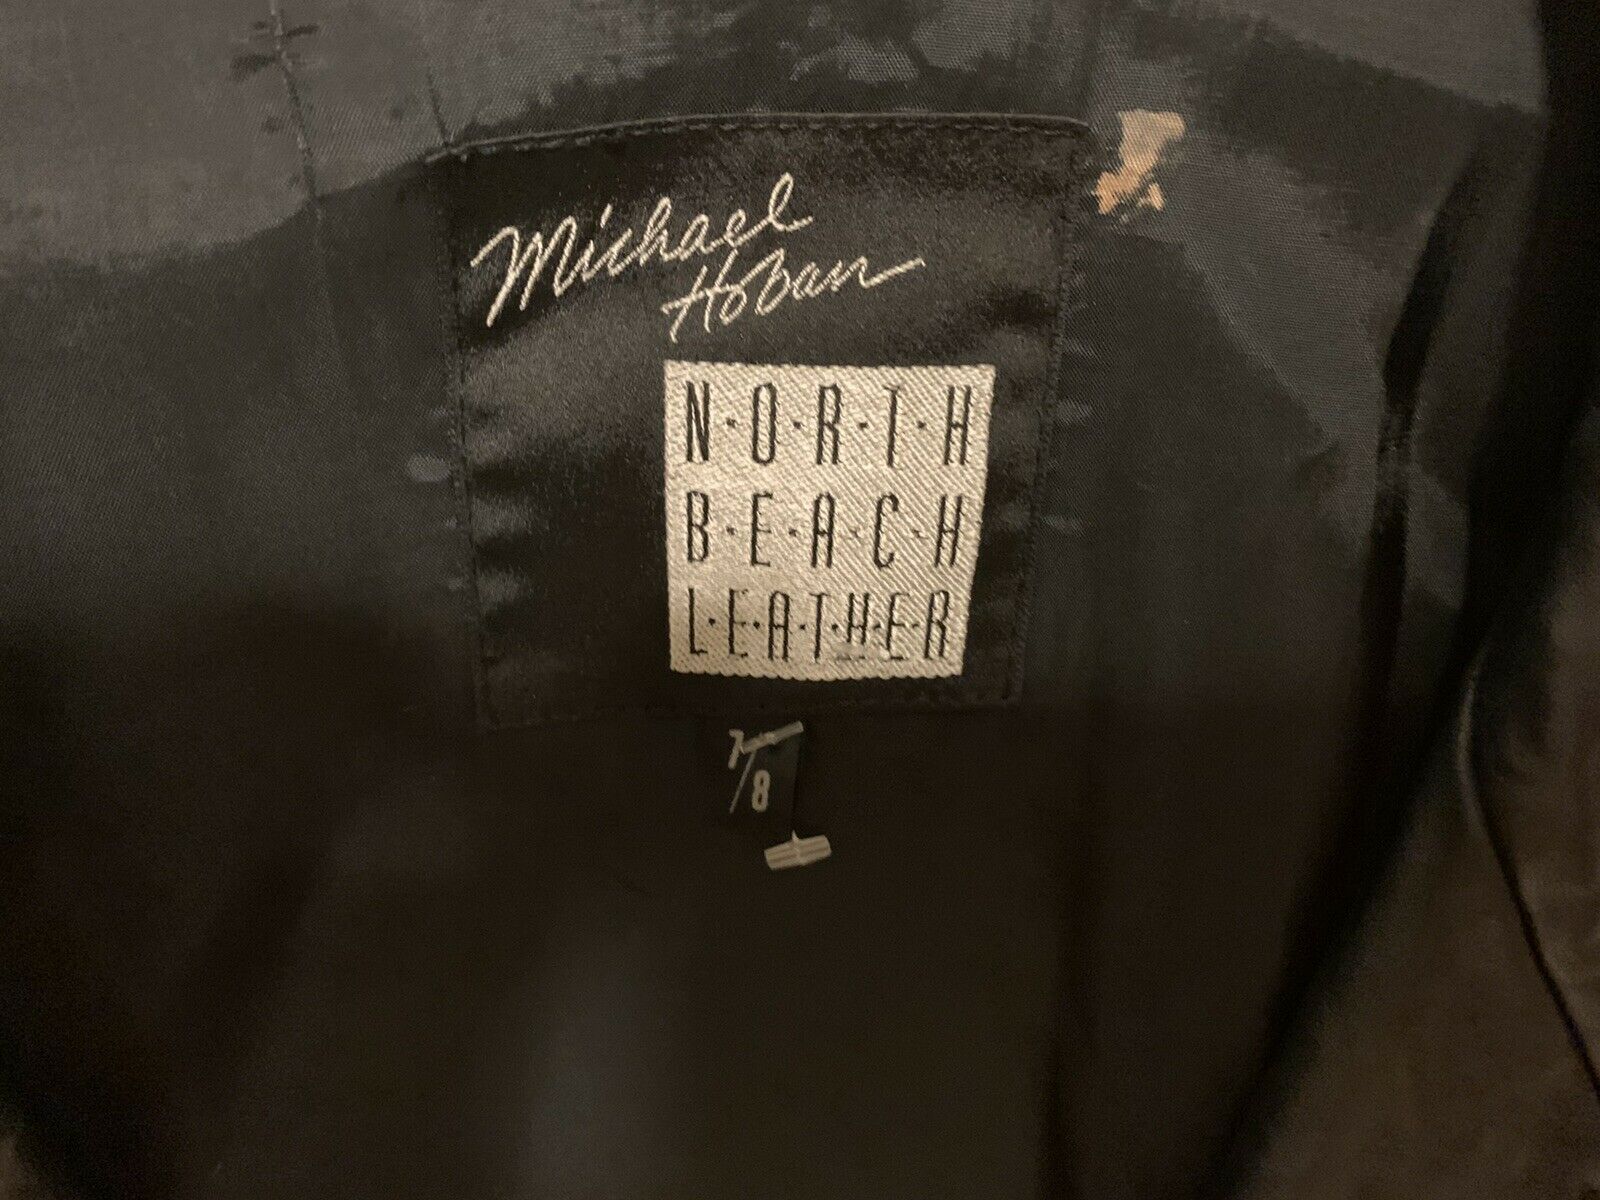 Michael
Hoban
N·O·R·T·H
B·E·A·C·H
L·E·A·T·H·E·R
7/8